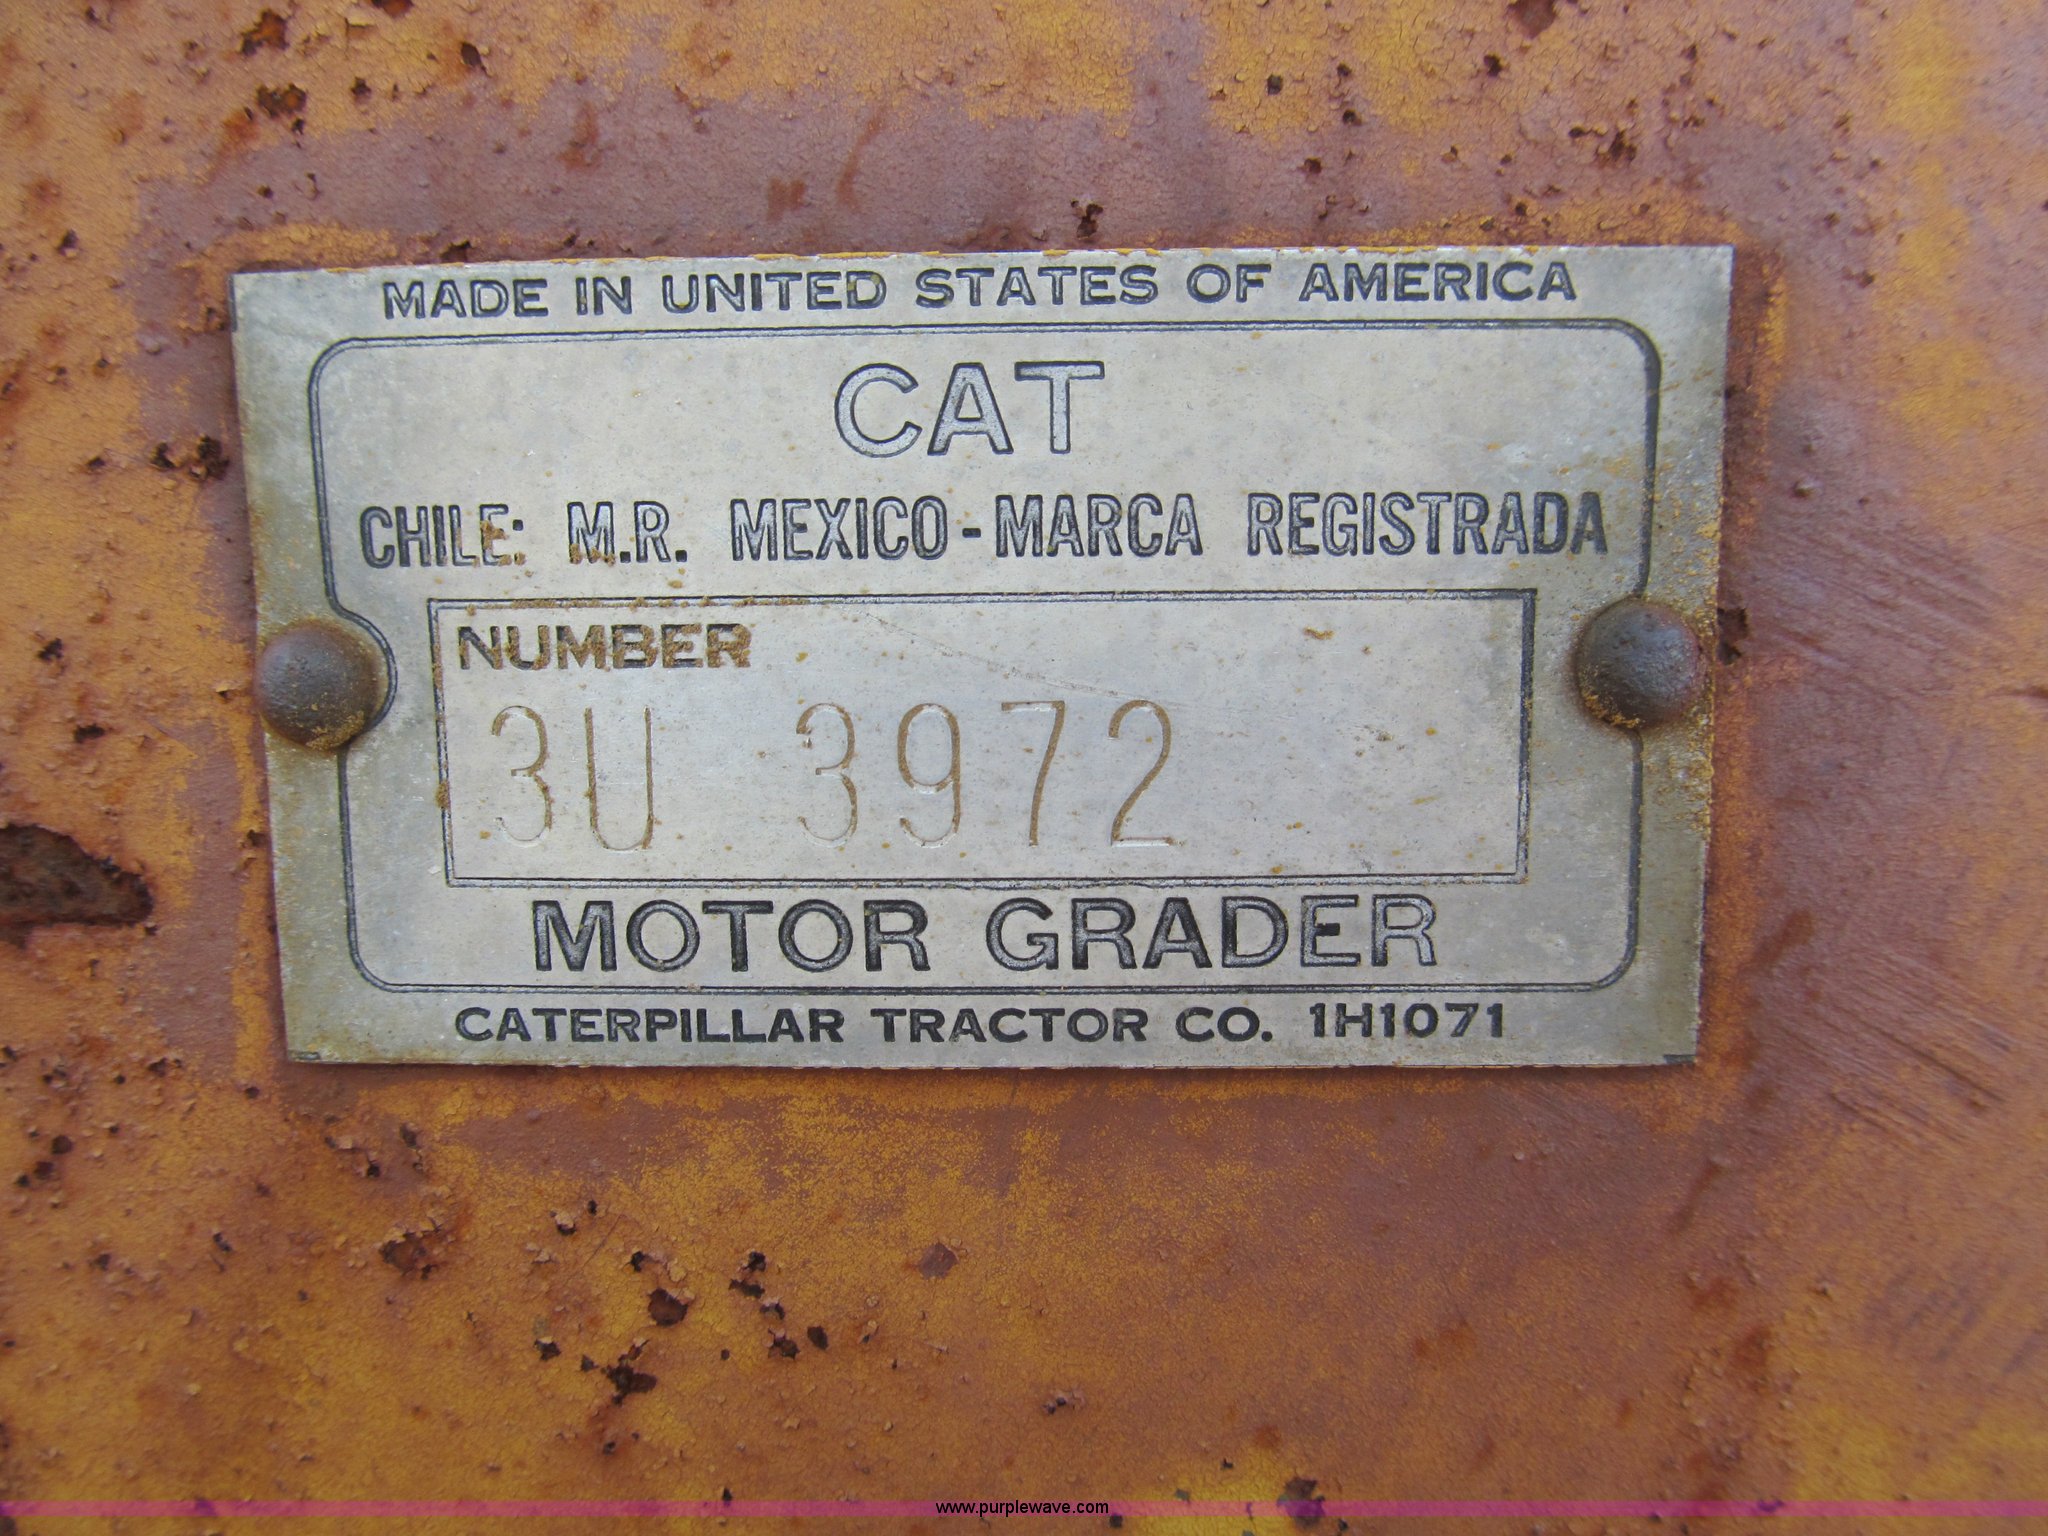 MADE IN UNITED STATES OF AMERICA
CAT
CHILE: M.R. MEXICO-MARCA REGISTRADA
NUMBER
3U 3972
MOTOR GRADER
CATERPILLAR TRACTOR CO. 1H1071
www.purplewave.com